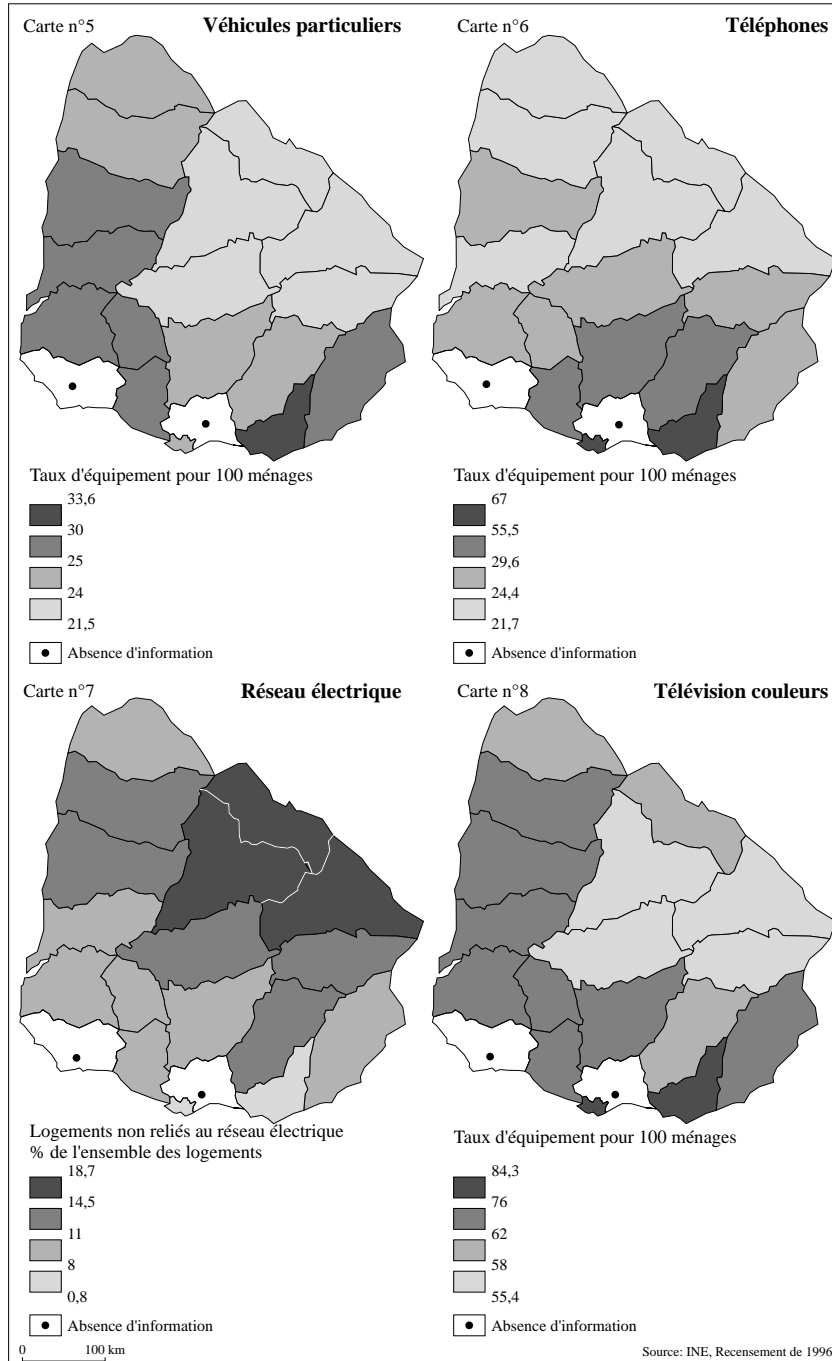 Carte n°5
Véhicules particuliers
Taux d'équipement pour 100 ménages
33,6
30
25
24
21,5
Absence d'information
Carte n°6
Téléphones
Taux d'équipement pour 100 ménages
67
55,5
29,6
24,4
21,7
Absence d'information
Carte n°7
Réseau électrique
Logements non reliés au réseau électrique
% de l'ensemble des logements
18,7
14,5
11
8
0,8
Absence d'information
0 100 km
Carte n°8
Télévision couleurs
Taux d'équipement pour 100 ménages
84,3
76
62
58
55,4
Absence d'information
Source: INE, Recensement de 1996